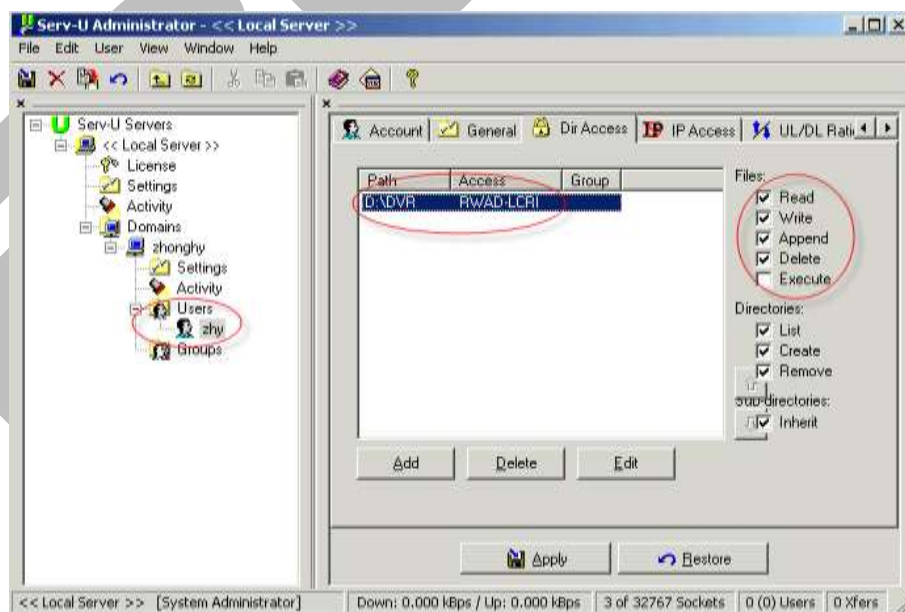 Serv-U Administrator - << Local Server >>
File Edit User View Window Help
Serv-U Servers
<< Local Server >>
License
Settings
Activity
Domains
zhonghy
Settings
Activity
Users
zhy
Groups
Account General Dir Access IP Access UL/DL Rati
Path Access Group
D:\DVR RWAD-LCRI
Files:
Read
Write
Append
Delete
Execute
Directories:
List
Create
Remove
Sub-directories:
Inherit
Add Delete Edit
Apply Restore
<< Local Server >> [System Administrator] Down: 0.000 kBps / Up: 0.000 kBps 3 of 32767 Sockets 0 (0) Users 0 Xfers